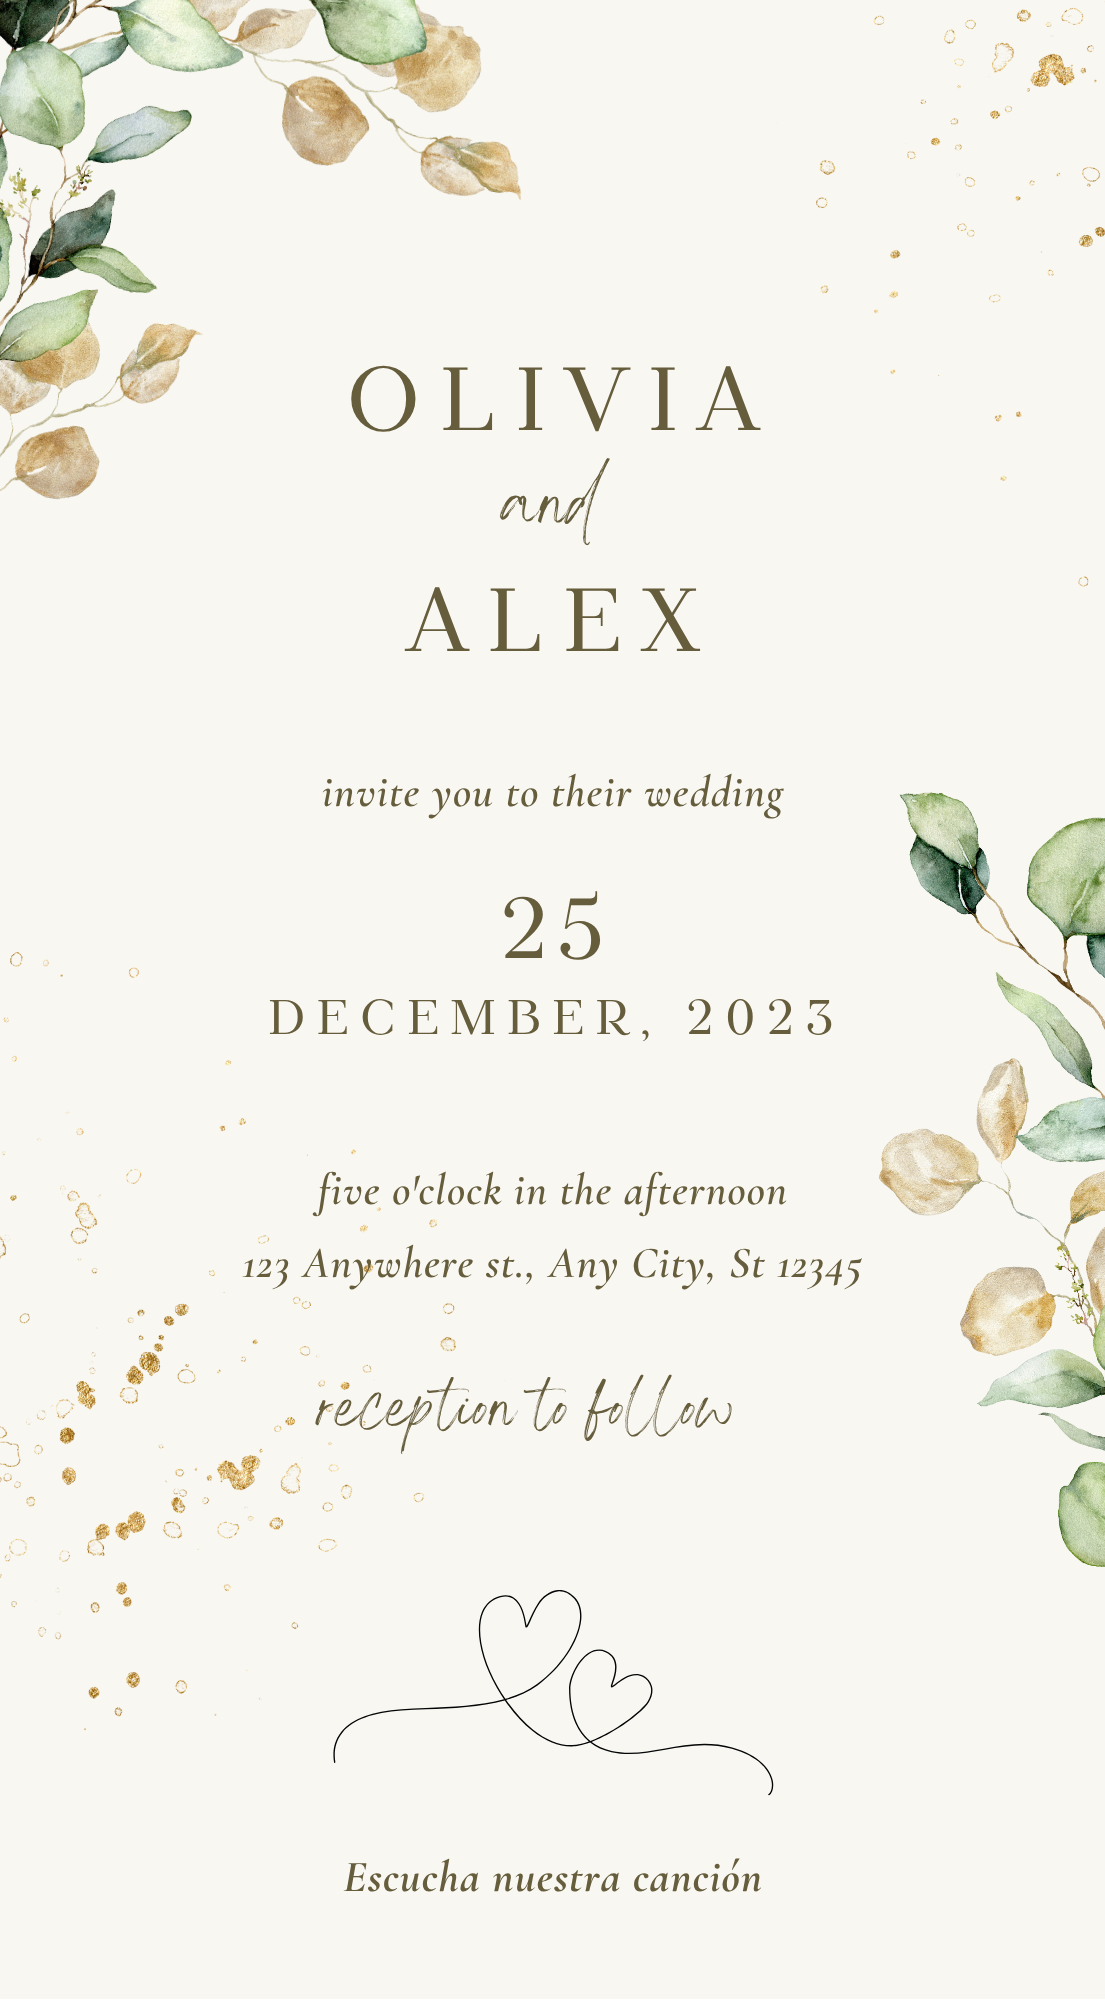 OLIVIA
and
ALEX
invite you to their wedding
25
DECEMBER, 2023
five o'clock in the afternoon
123 Anywhere st., Any City, St 12345
reception to follow
Escucha nuestra canción